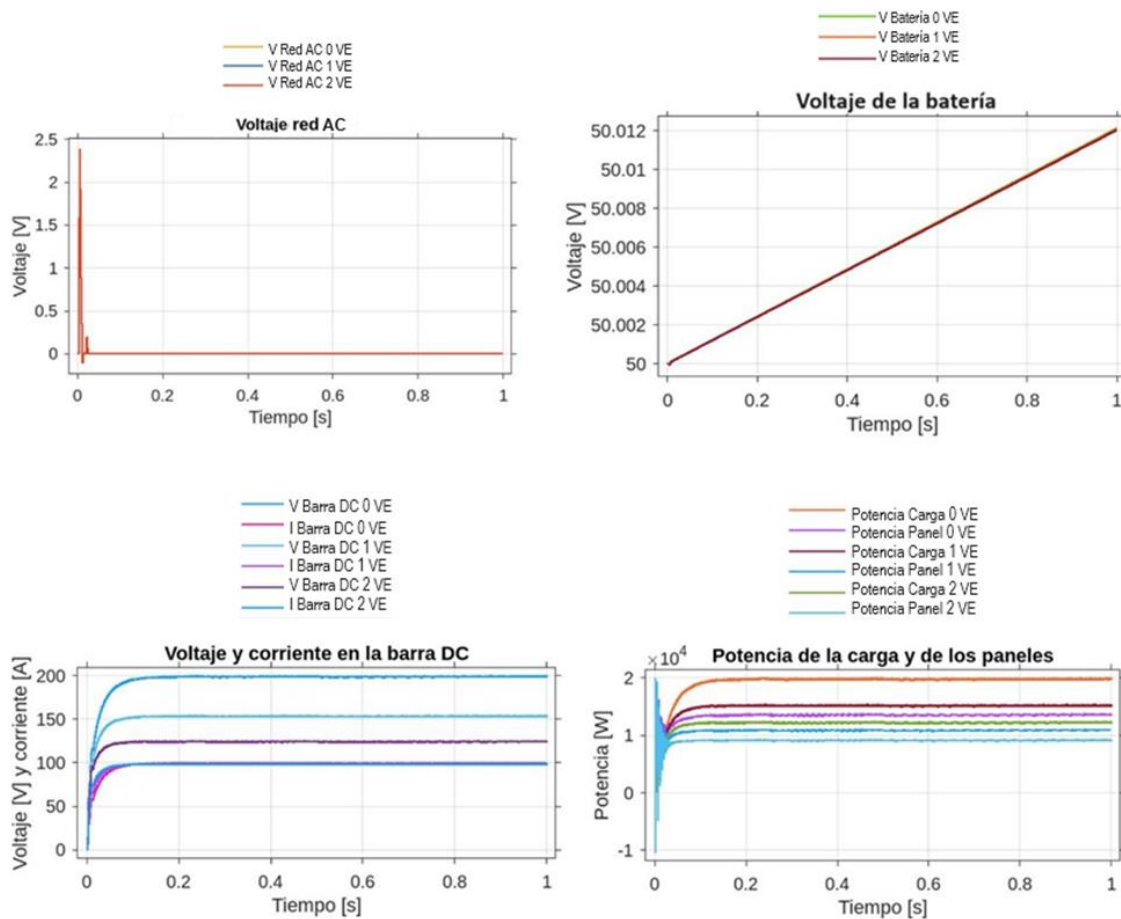 V Red AC 0 VE
V Red AC 1 VE
V Red AC 2 VE
Voltaje red AC
2.5
2
1.5
1
0.5
0
Voltaje [V]
0 0.2 0.4 0.6 0.8 1
Tiempo [s]
V Batería 0 VE
V Batería 1 VE
V Batería 2 VE
Voltaje de la batería
50.012
50.01
50.008
50.006
50.004
50.002
50
Voltaje [V]
0.2 0.4 0.6 0.8 1
Tiempo [s]
V Barra DC 0 VE
I Barra DC 0 VE
V Barra DC 1 VE
I Barra DC 1 VE
V Barra DC 2 VE
I Barra DC 2 VE
Voltaje y corriente en la barra DC
200
150
100
50
0
Voltaje [V] y corriente [A]
0 0.2 0.4 0.6 0.8 1
Tiempo [s]
Potencia Carga 0 VE
Potencia Panel 0 VE
Potencia Carga 1 VE
Potencia Panel 1 VE
Potencia Carga 2 VE
Potencia Panel 2 VE
×10⁴
Potencia de la carga y de los paneles
2
1
0
-1
Potencia [W]
0 0.2 0.4 0.6 0.8 1
Tiempo [s]